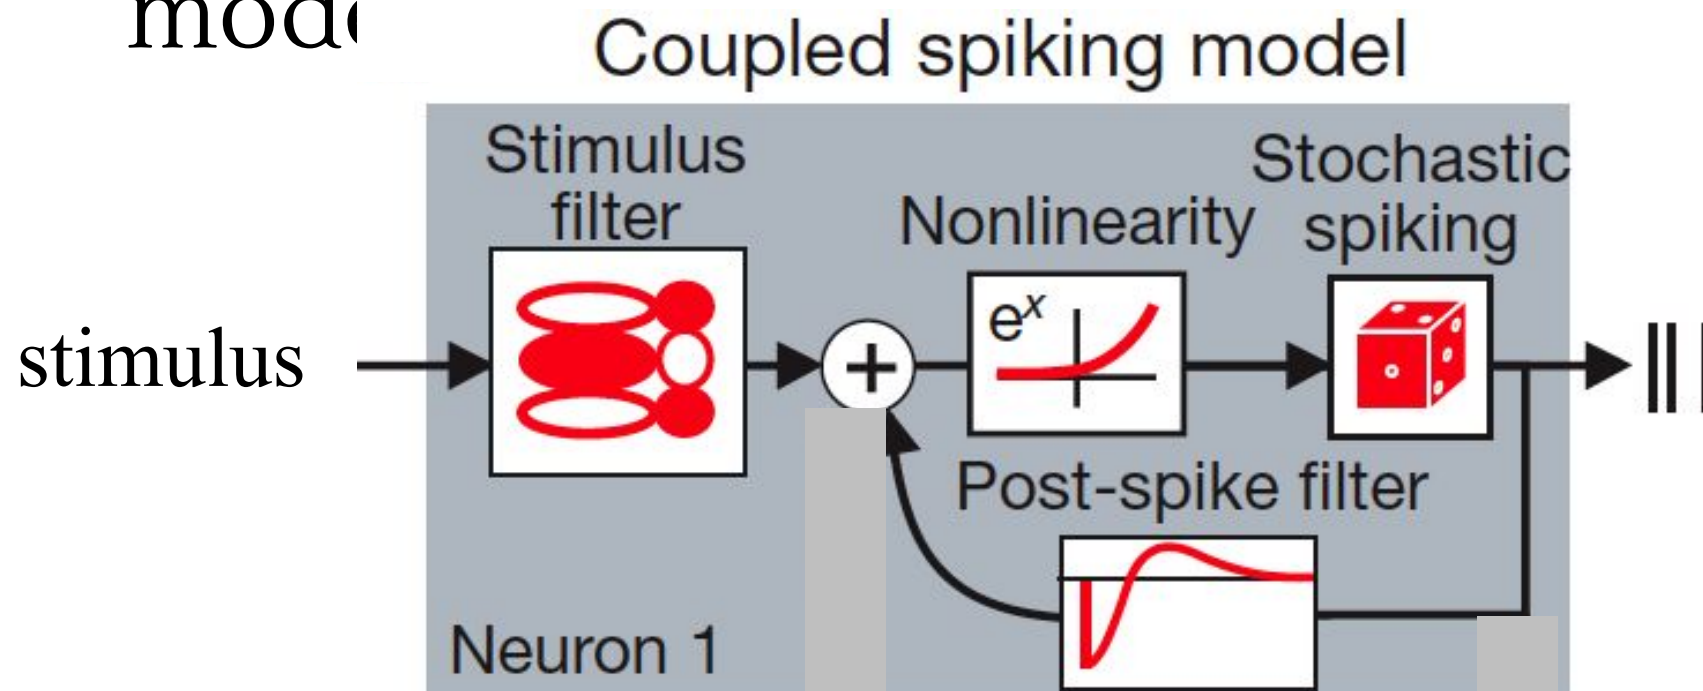 Coupled spiking model
Stimulus
filter
Nonlinearity
Stochastic
spiking
stimulus
+
e^x
Post-spike filter
Neuron 1